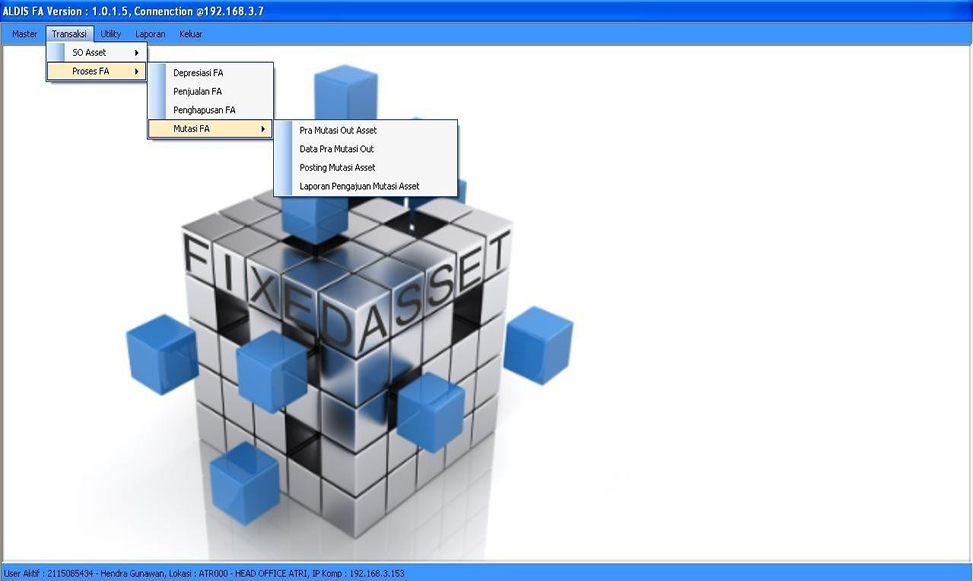 ALDIS FA Version : 1.0.1.5, Connenction @192.168.3.7
Master Transaksi Utility Laporan Keluar
SO Asset
Proses FA
Depresiasi FA
Penjualan FA
Penghapusan FA
Mutasi FA
Pra Mutasi Out Asset
Data Pra Mutasi Out
Posting Mutasi Asset
Laporan Pengajuan Mutasi Asset
FIXEDASSET
User Aktif : 2115085434 - Hendra Gunawan, Lokasi : ATR000 - HEAD OFFICE ATRI, IP Komp : 192.168.3.153